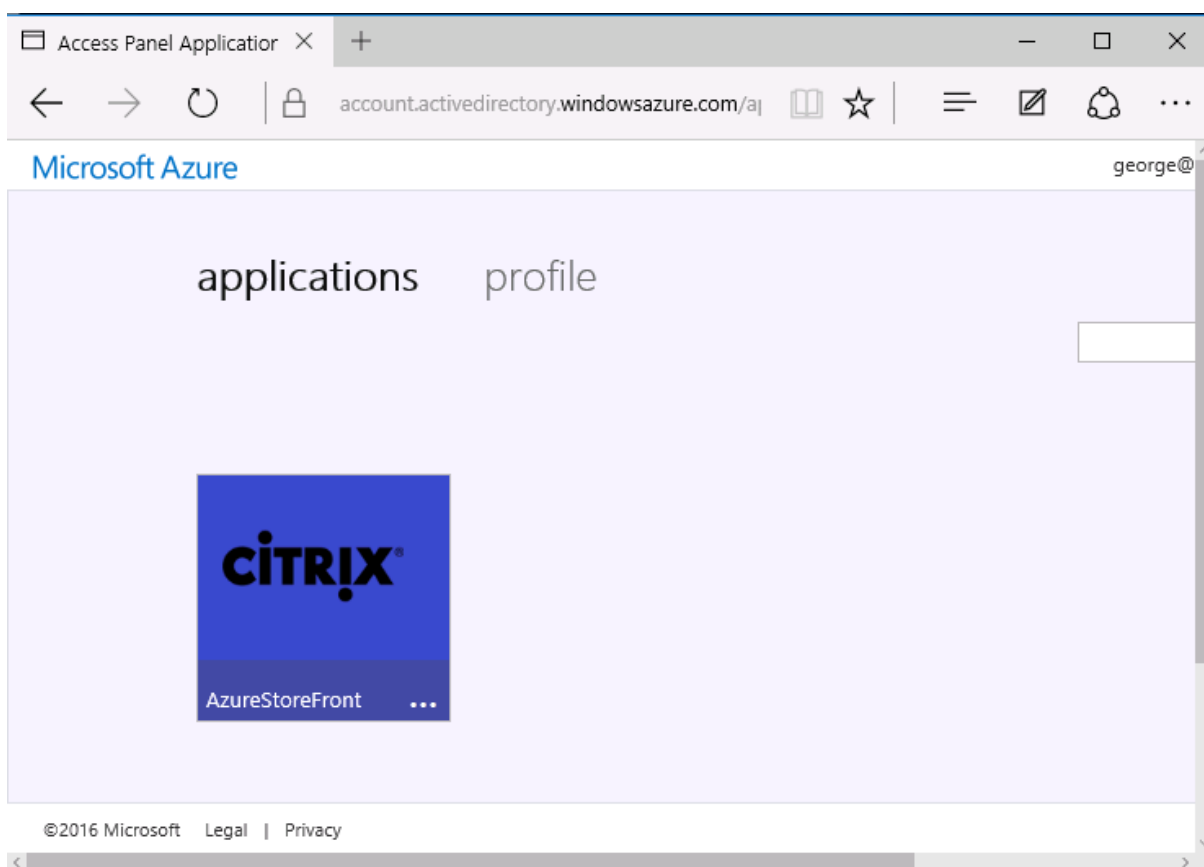 Access Panel Applicatior
account.activedirectory.windowsazure.com/a
Microsoft Azure
george@
applications profile
CITRIX®
AzureStoreFront ...
©2016 Microsoft Legal | Privacy